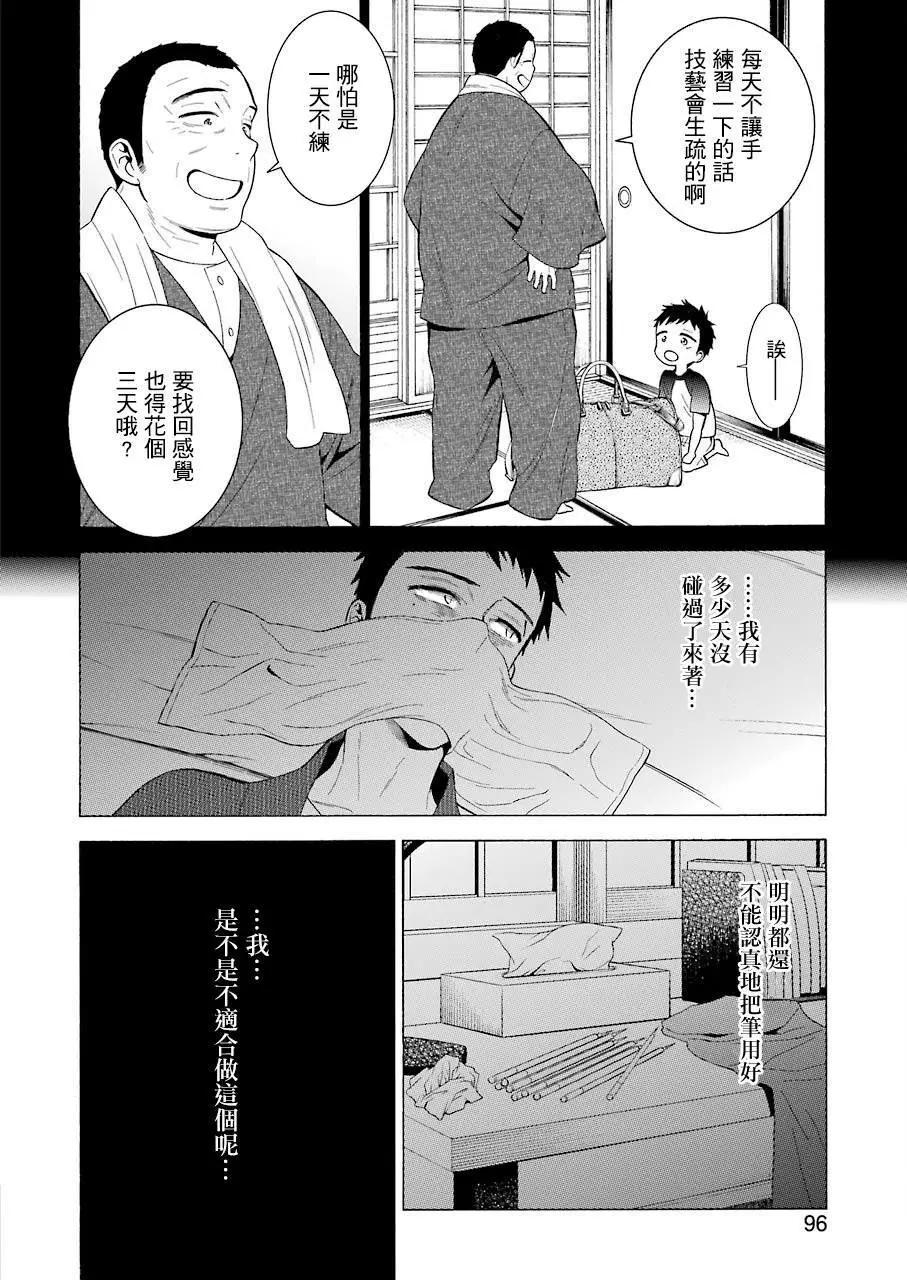 每天不讓手
練習一下的話
技藝會生疏的啊
誒——
哪怕是
一天不練
要找回感覺
也得花個
三天哦？
……我有
多少天沒
碰過了來著…
明明都還
不能認真地把筆用好
…我…
是不是不適合做這個呢…
96